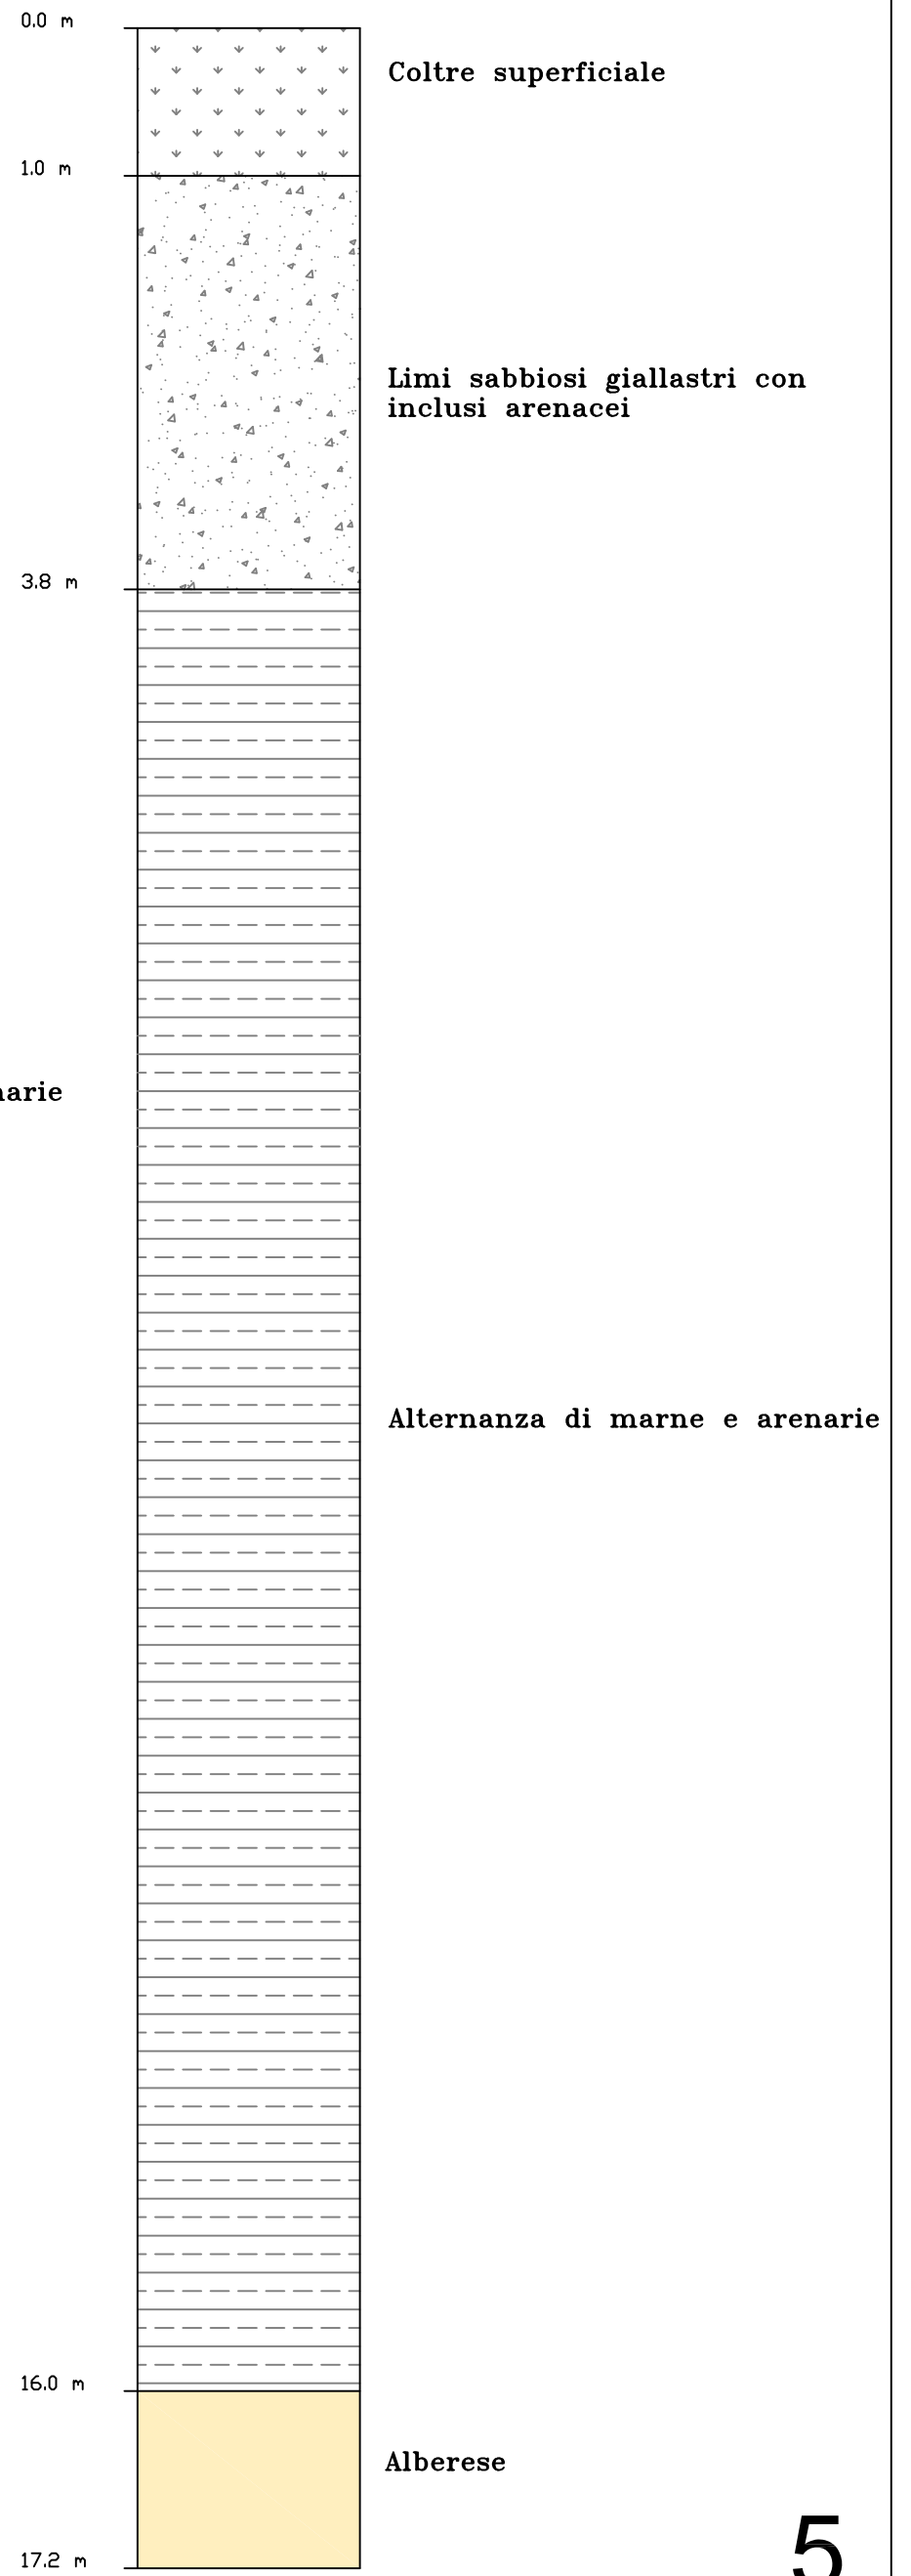 0.0 m
Coltre superficiale
1.0 m
Limi sabbiosi giallastri con
inclusi arenacei
3.8 m
narie
Alternanza di marne e arenarie
16.0 m
Alberese
5
17.2 m